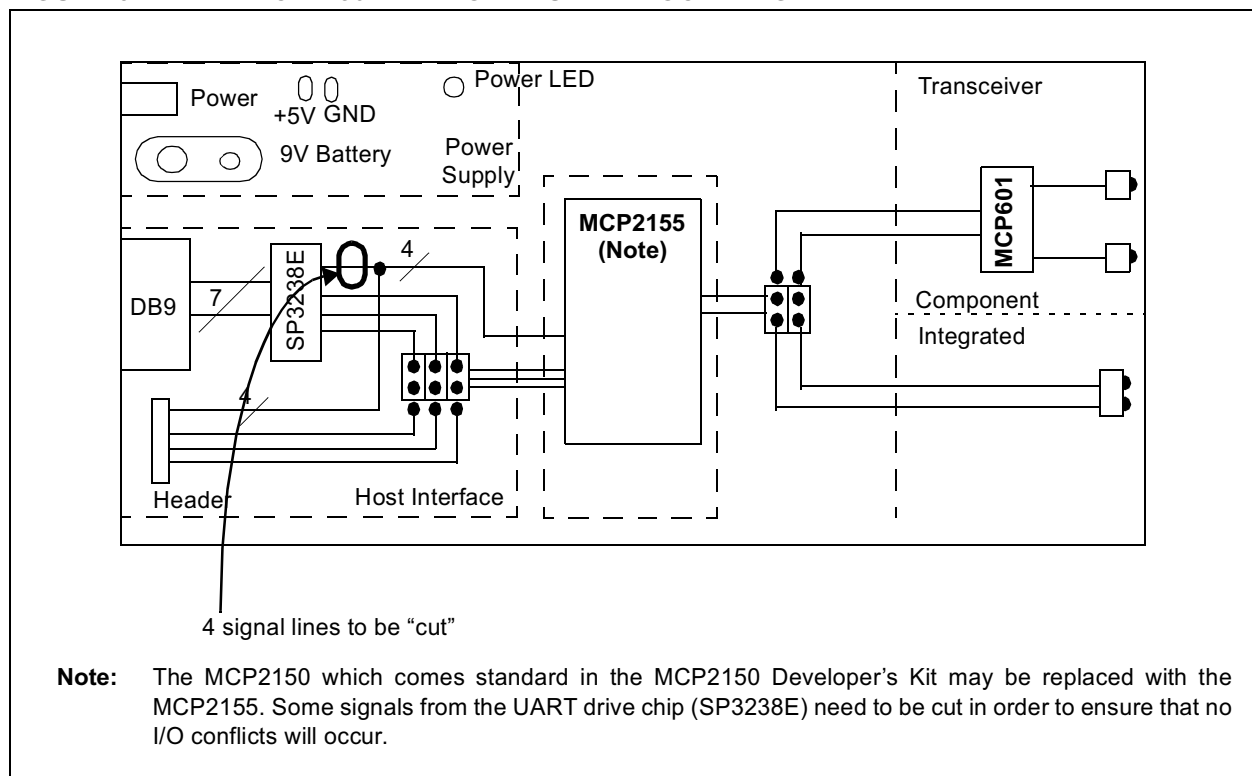 Power
+5V GND
Power LED
9V Battery
Power
Supply
Transceiver
MCP2155
(Note)
MCP601
DB9
7
SP3238E
4
Component
Integrated
4
Header
Host Interface
4 signal lines to be “cut”
Note: The MCP2150 which comes standard in the MCP2150 Developer’s Kit may be replaced with the
MCP2155. Some signals from the UART drive chip (SP3238E) need to be cut in order to ensure that no
I/O conflicts will occur.